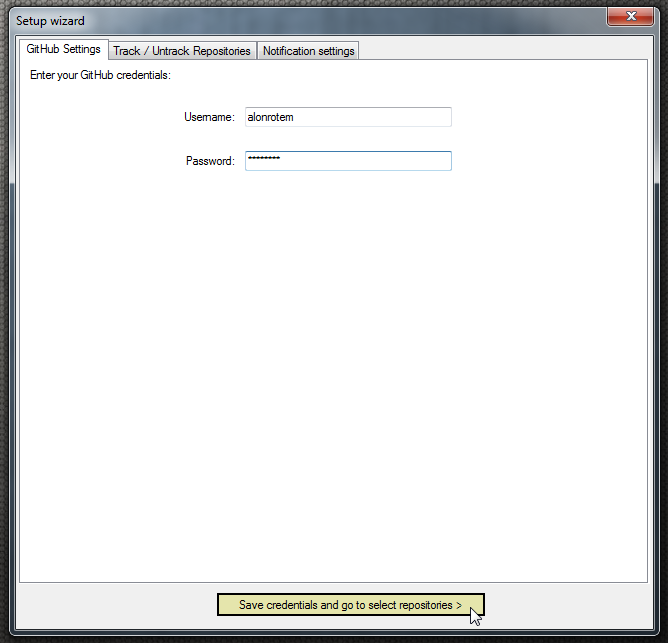 Setup wizard
GitHub Settings Track / Untrack Repositories Notification settings
Enter your GitHub credentials:
Username: alonrotem
Password: ********
Save credentials and go to select repositories >